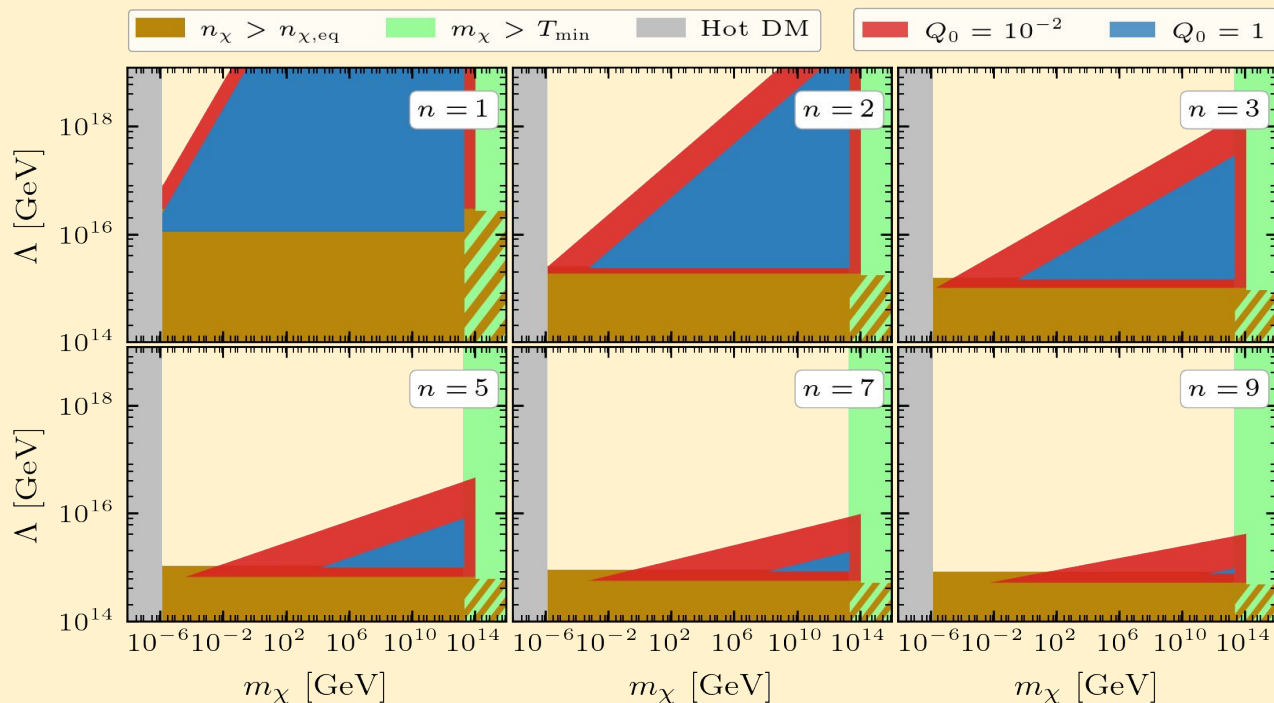 n_χ > n_χ,eq   m_χ > T_min   Hot DM   Q_0 = 10^−2   Q_0 = 1
n = 1   n = 2   n = 3
Λ [GeV]
10^18
10^16
10^14
n = 5   n = 7   n = 9
Λ [GeV]
10^18
10^16
10^14
10^−6 10^−2 10^2 10^6 10^10 10^14   10^−6 10^−2 10^2 10^6 10^10 10^14   10^−6 10^−2 10^2 10^6 10^10 10^14
m_χ [GeV]   m_χ [GeV]   m_χ [GeV]